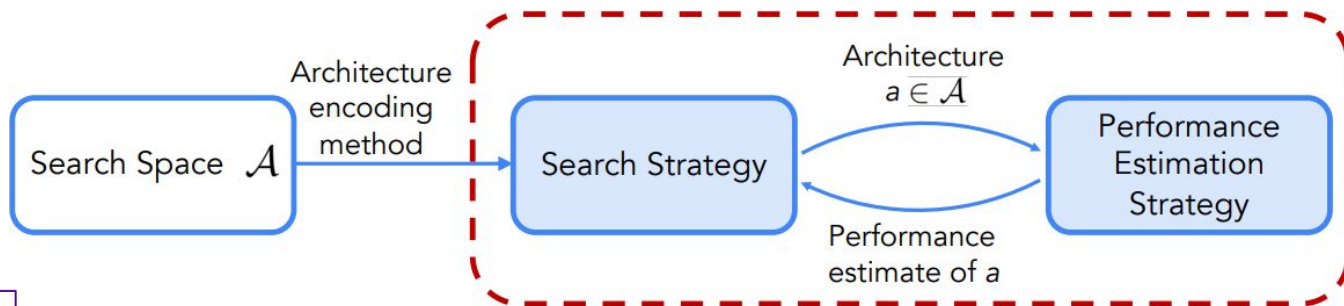 Search Space 𝒜
Architecture
encoding
method
Search Strategy
Architecture
a ∈ 𝒜
Performance
estimate of a
Performance
Estimation
Strategy